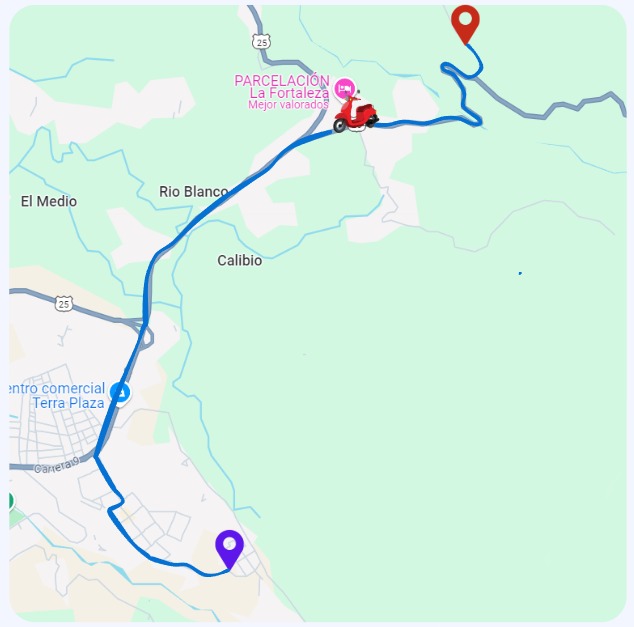 25
PARCELACIÓN
La Fortaleza
Mejor valorados
Rio Blanco
El Medio
Calibio
25
entro comercial
Terra Plaza
Carrera 9